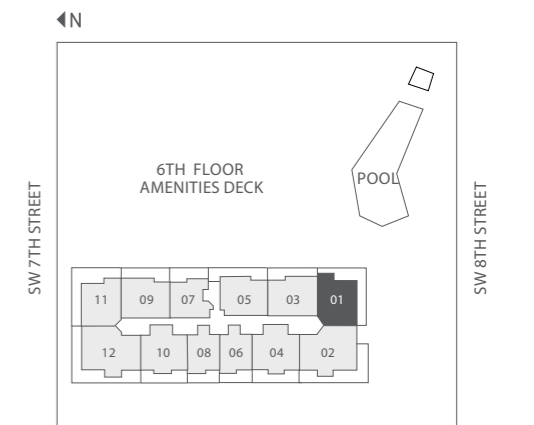 N
6TH FLOOR
AMENITIES DECK
POOL
SW 7TH STREET
SW 8TH STREET
11 09 07 05 03 01
12 10 08 06 04 02